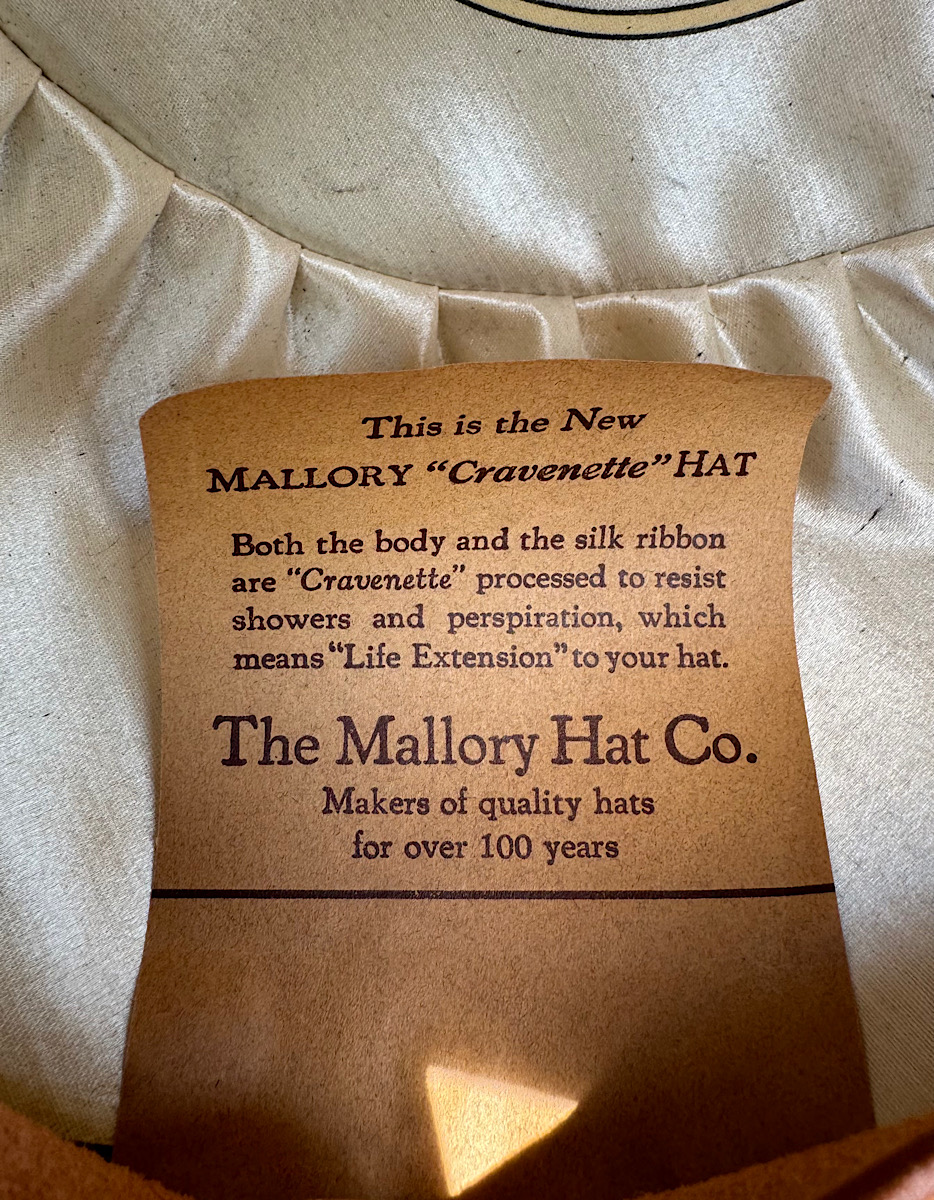 This is the New
MALLORY “Cravenette” HAT
Both the body and the silk ribbon
are “Cravenette” processed to resist
showers and perspiration, which
means “Life Extension” to your hat.
The Mallory Hat Co.
Makers of quality hats
for over 100 years